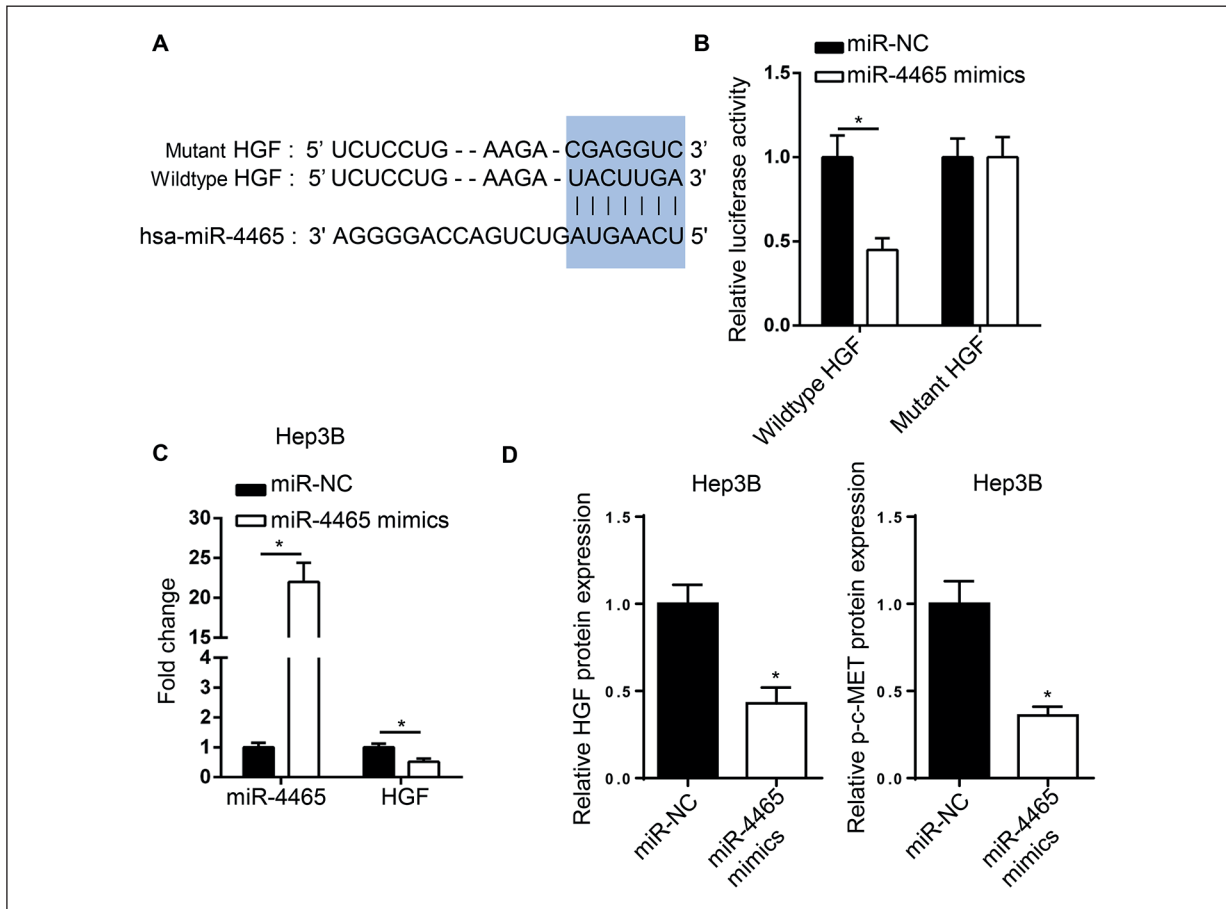 A
Mutant HGF : 5' UCUCCUG - - AAGA - CGAGGUC 3'
Wildtype HGF : 5' UCUCCUG - - AAGA - UACUUGA 3'
hsa-miR-4465 : 3' AGGGGACCAGUCUGAUGAACU 5'
B
miR-NC
miR-4465 mimics
Relative luciferase activity
1.5
1.0
0.5
0.0
*
Wildtype HGF
Mutant HGF
C
Hep3B
miR-NC
miR-4465 mimics
Fold change
30
25
20
15
4
3
2
1
0
*
*
miR-4465
HGF
D
Hep3B
Relative HGF protein expression
1.5
1.0
0.5
0.0
*
miR-NC
miR-4465
mimics
Hep3B
Relative p-c-MET protein expression
1.5
1.0
0.5
0.0
*
miR-NC
miR-4465
mimics